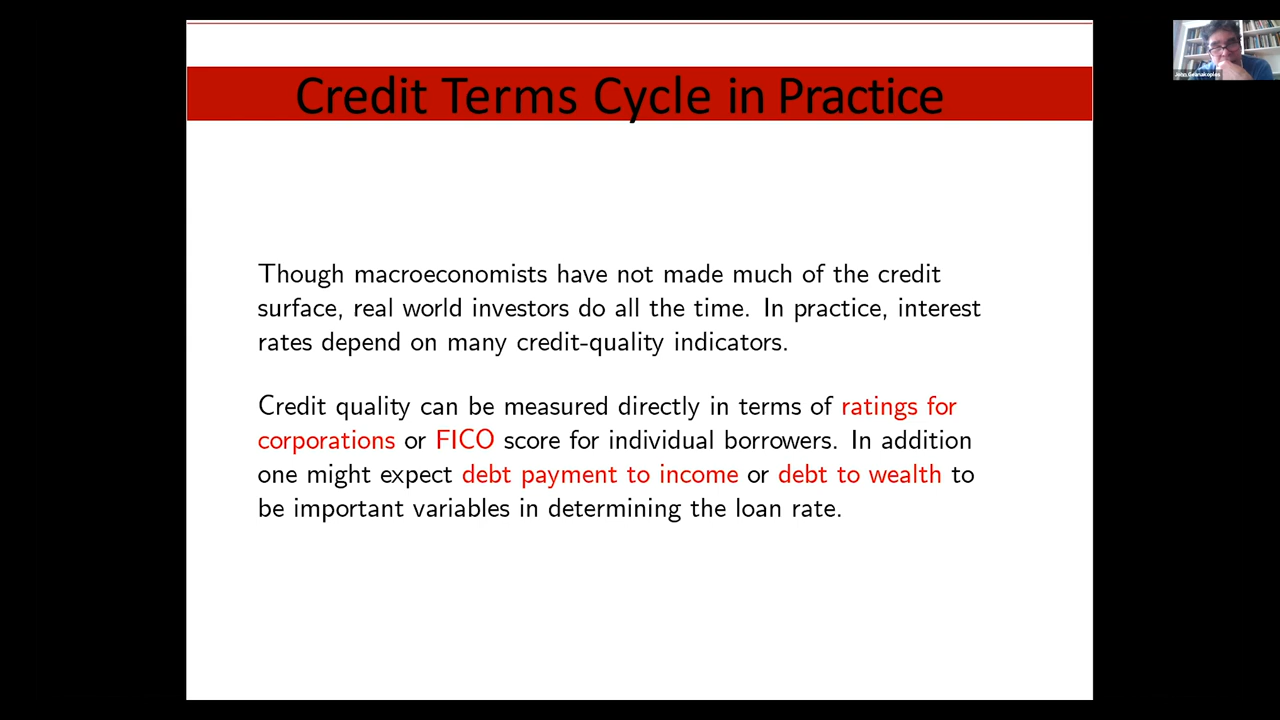 Credit Terms Cycle in Practice
John Geanakoplos
Though macroeconomists have not made much of the credit
surface, real world investors do all the time. In practice, interest
rates depend on many credit-quality indicators.
Credit quality can be measured directly in terms of ratings for
corporations or FICO score for individual borrowers. In addition
one might expect debt payment to income or debt to wealth to
be important variables in determining the loan rate.